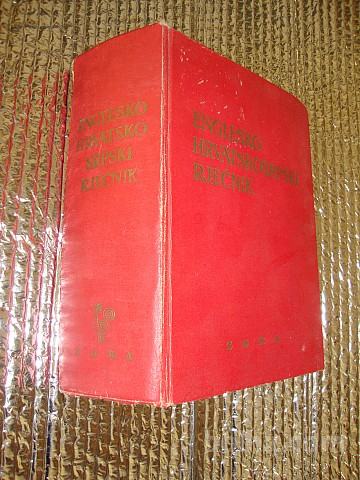 ENGLESKO
HRVATSKO
SRPSKI
RJEČNIK
ZORA
ENGLESKO
HRVATSKOSRPSKI
RJEČNIK
ZORA